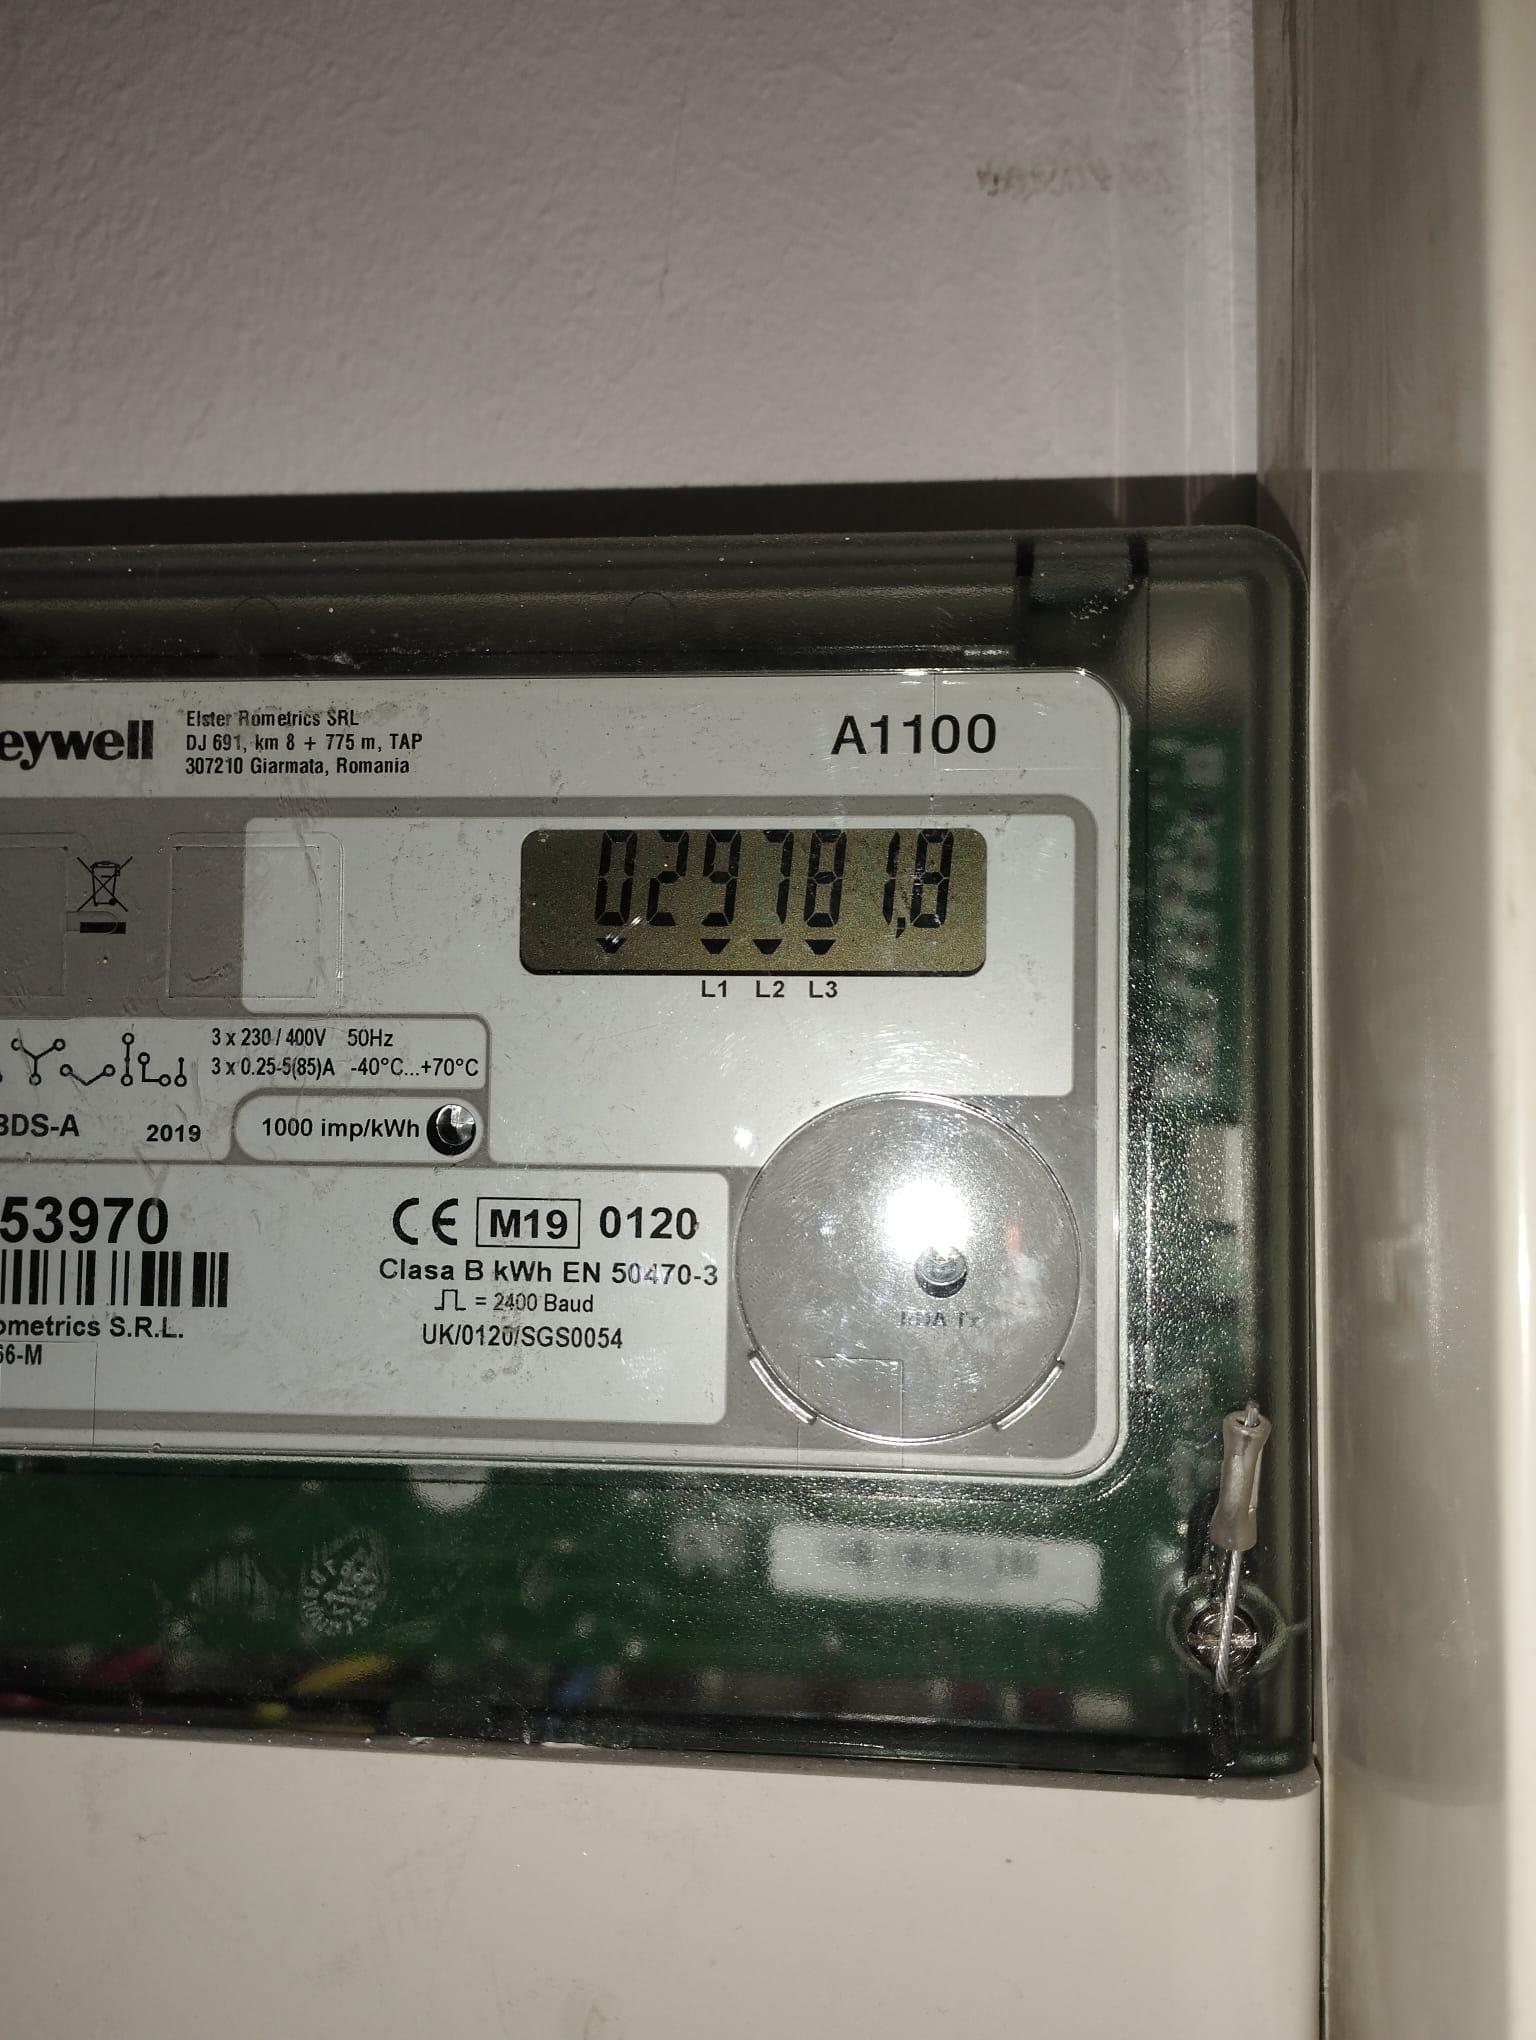 eywell
Elster Rometrics SRL
DJ 691, km 8 + 775 m, TAP
307210 Giarmata, Romania
A1100
029781,8
L1 L2 L3
3 x 230 / 400V 50Hz
3 x 0.25-5(85)A -40°C...+70°C
3DS-A 2019
1000 imp/kWh
53970
CE M19 0120
Clasa B kWh EN 50470-3
= 2400 Baud
ometrics S.R.L.
UK/0120/SGS0054
66-M